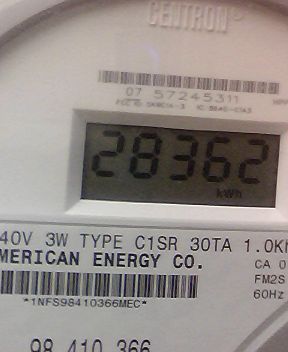 CENTRON®
07 57245311
28362
kWh
40V 3W TYPE C1SR 30TA 1.0Kh
MERICAN ENERGY CO.
CA 0
FM2S
60Hz
*1NFS98410366MEC*
98 410 366